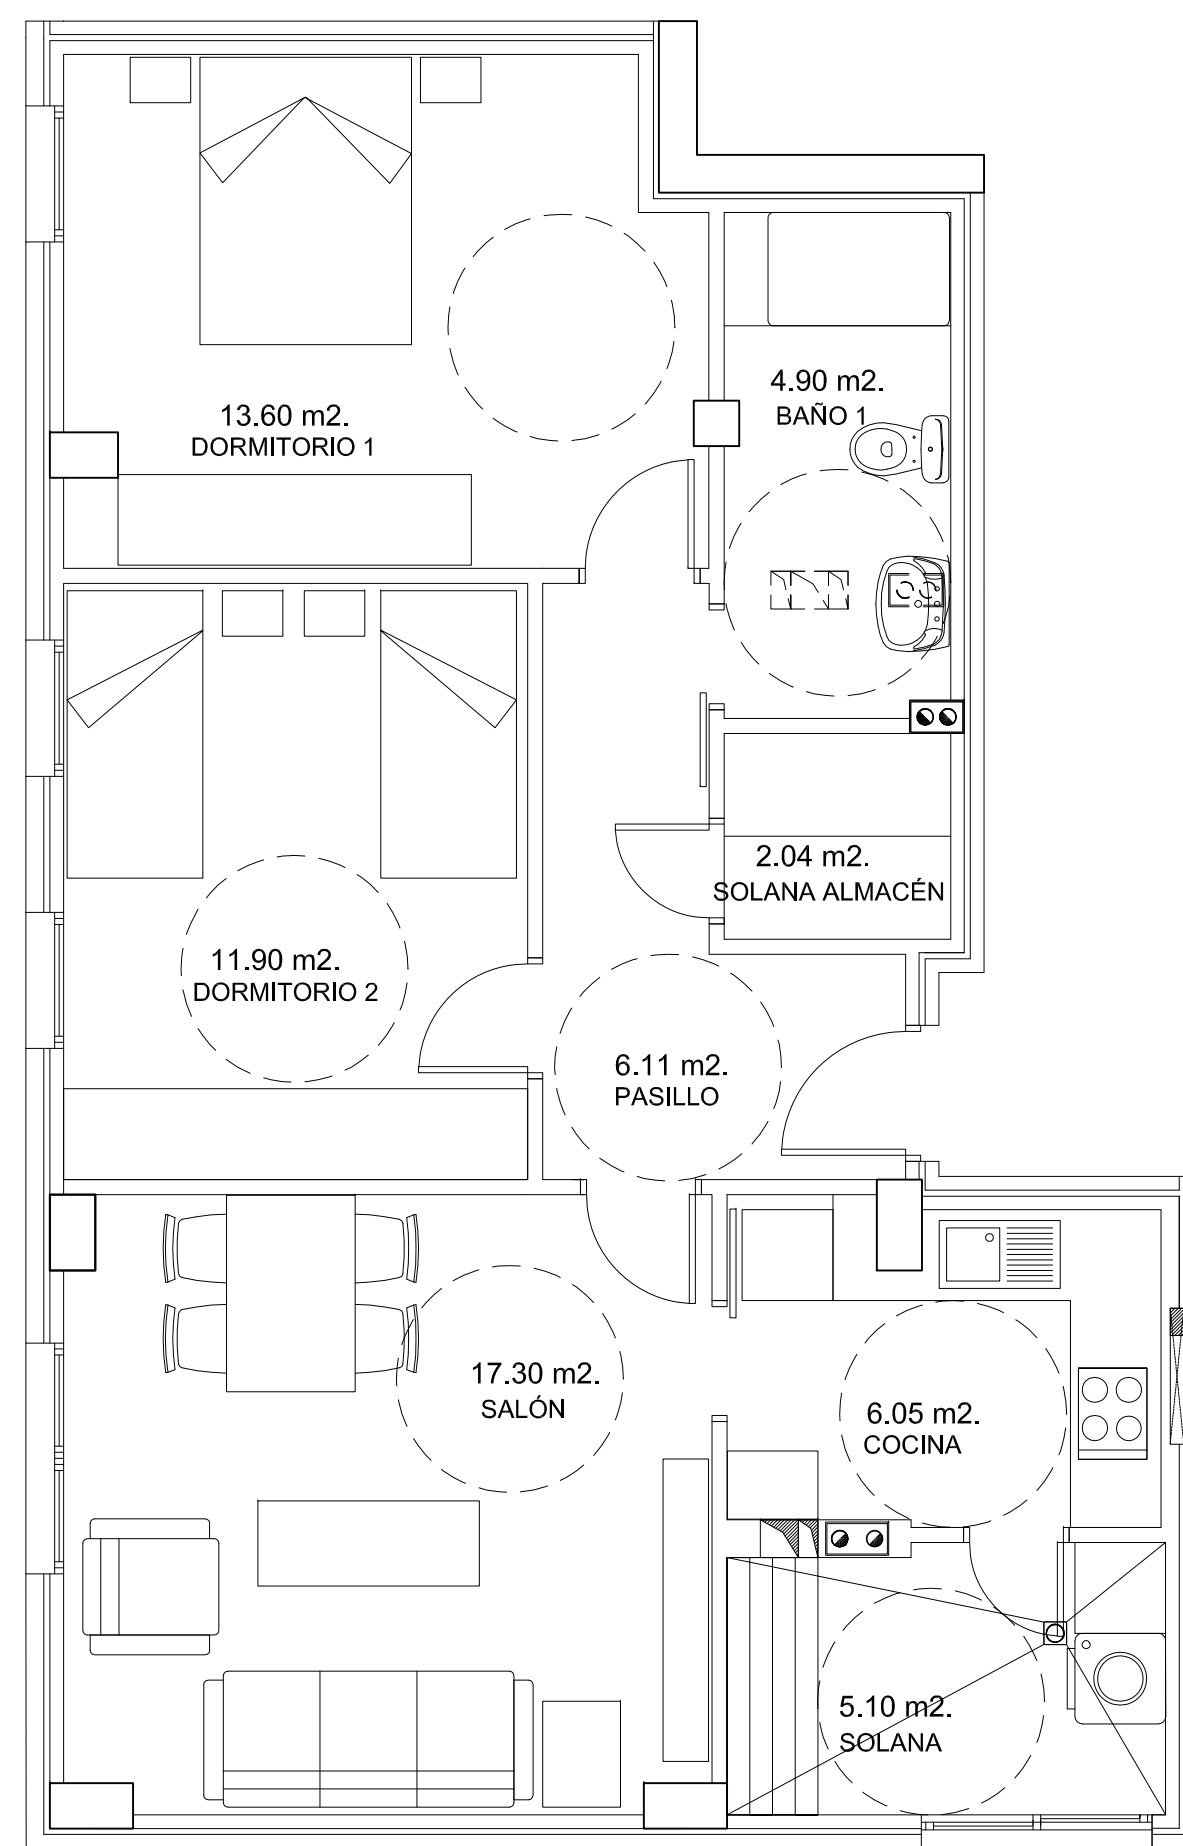 4.90 m2.
BAÑO 1
13.60 m2.
DORMITORIO 1
2.04 m2.
SOLANA ALMACÉN
11.90 m2.
DORMITORIO 2
6.11 m2.
PASILLO
17.30 m2.
SALÓN
6.05 m2.
COCINA
5.10 m2.
SOLANA